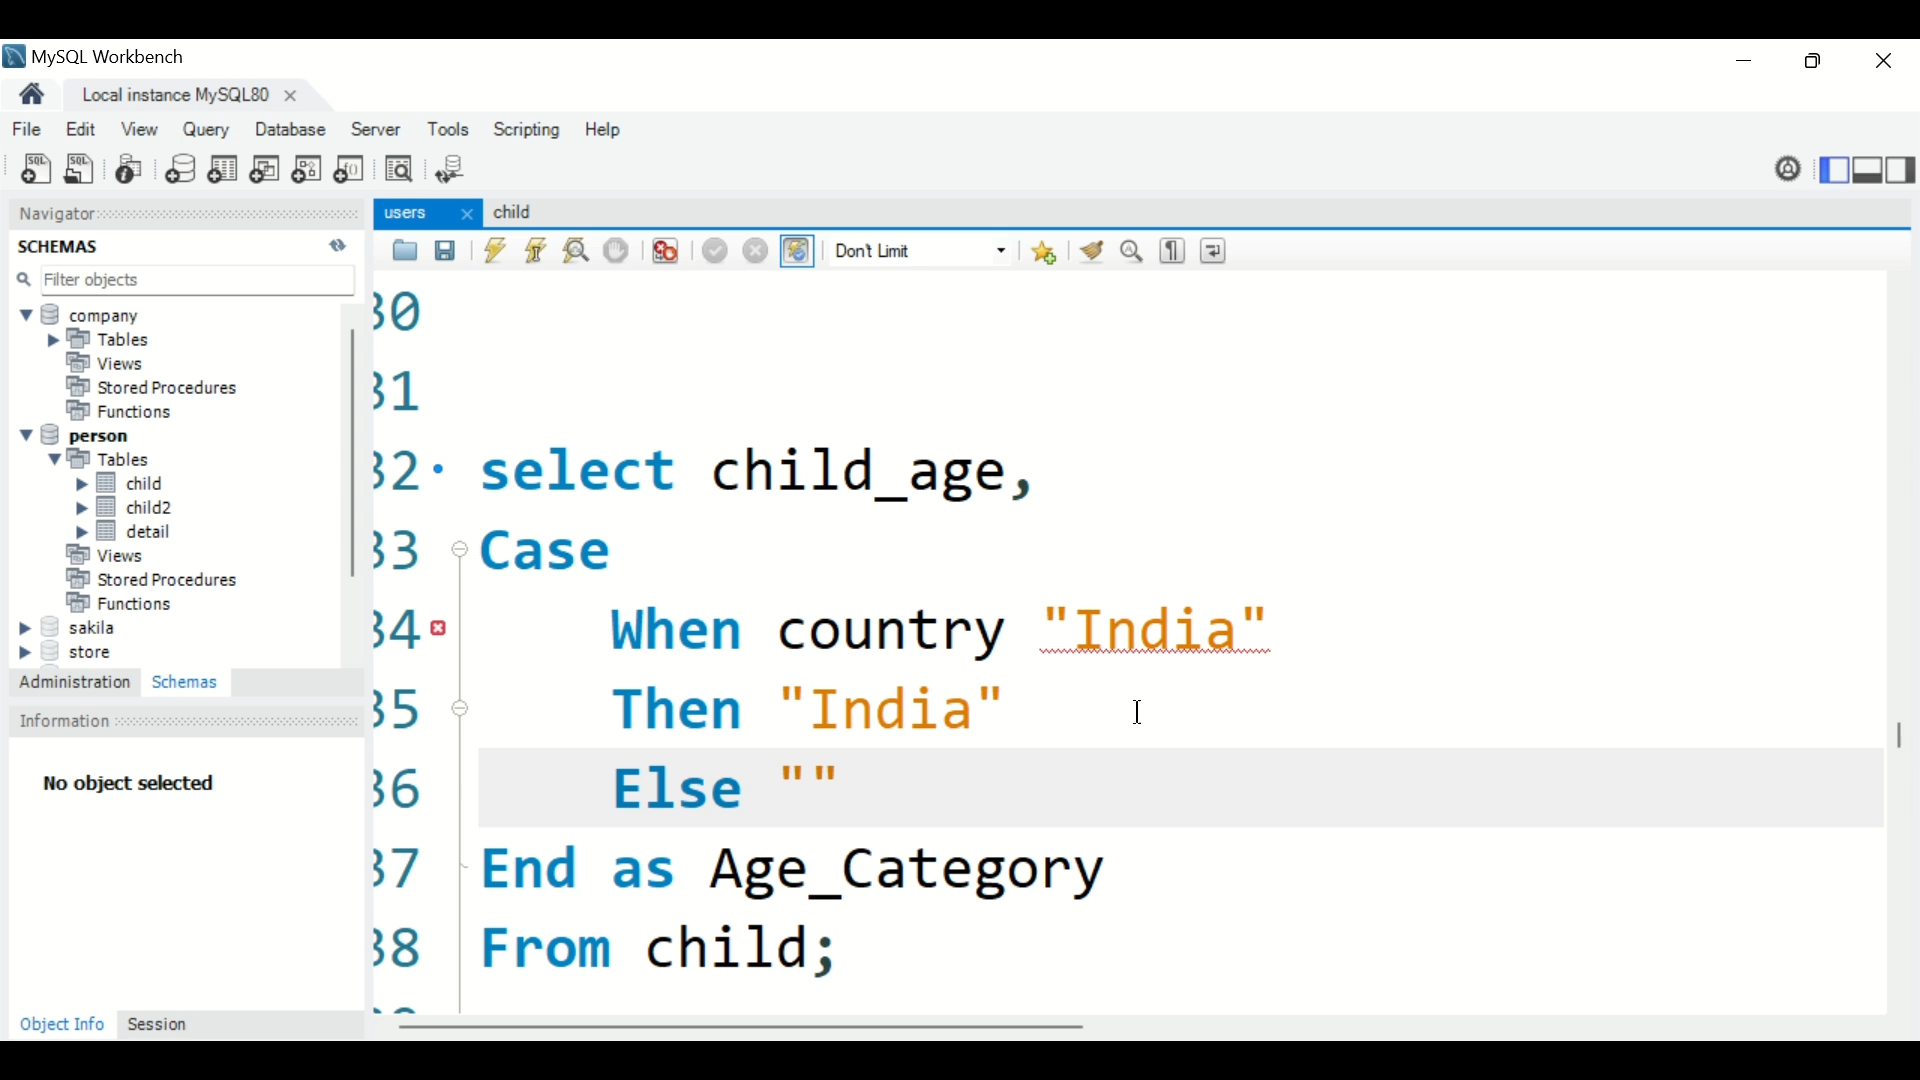 MySQL Workbench
Local instance MySQL80
File Edit View Query Database Server Tools Scripting Help
Navigator
users
child
SCHEMAS
Don't Limit
Filter objects
company
Tables
Views
Stored Procedures
Functions
person
Tables
child
child2
detail
Views
Stored Procedures
Functions
sakila
store
Administration Schemas
Information
No object selected
Object Info Session
30
31
32 select child_age,
33 Case
34 When country "India"
35 Then "India"
36 Else ""
37 End as Age_Category
38 From child;